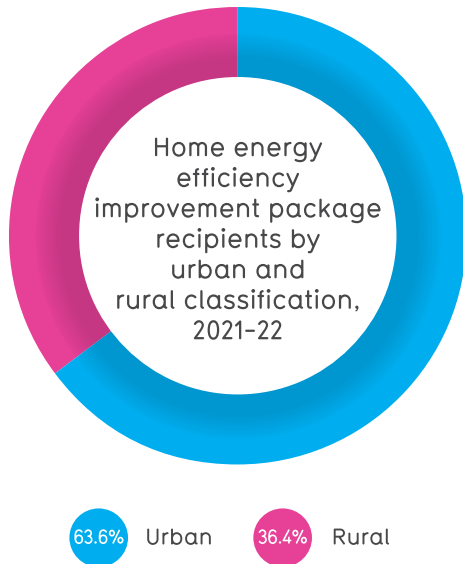 Home energy
efficiency
improvement package
recipients by
urban and
rural classification,
2021-22
63.6% Urban 36.4% Rural